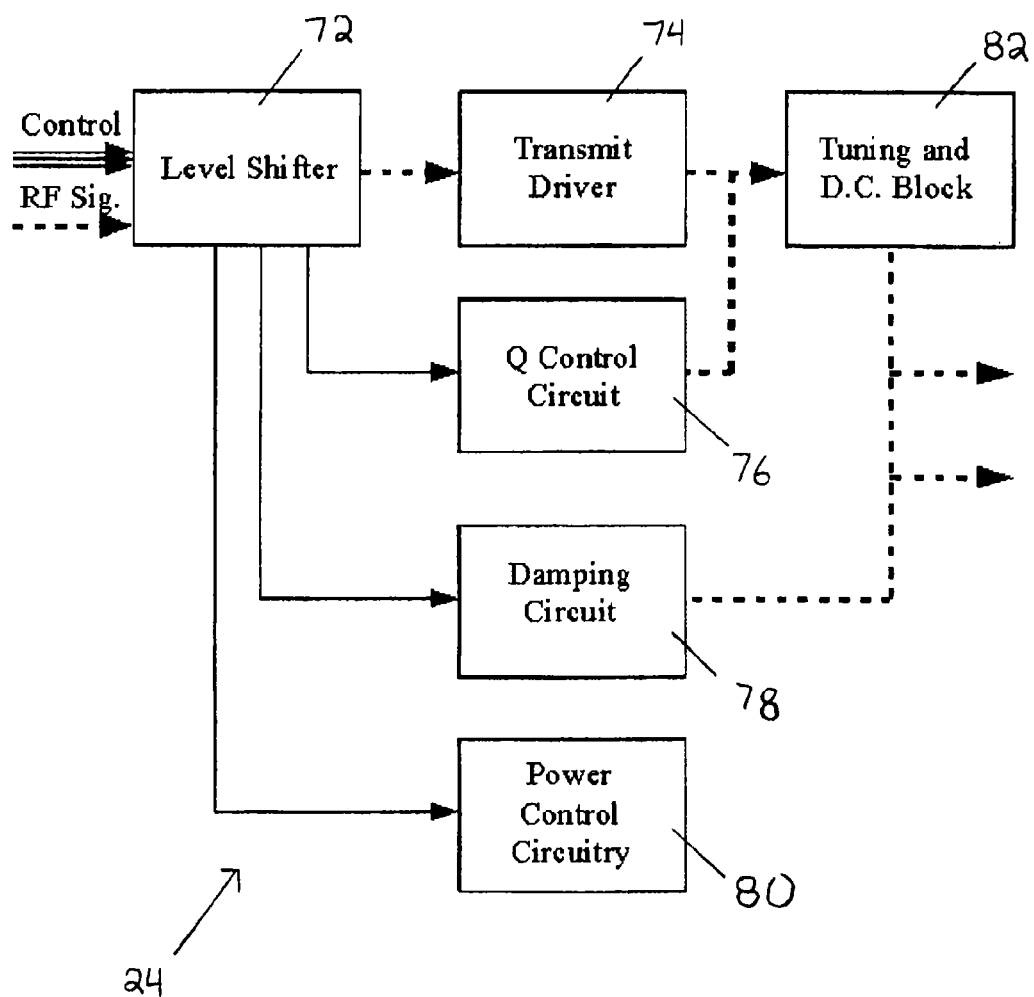 72
74
82
Control
RF Sig.
Level Shifter
Transmit
Driver
Tuning and
D.C. Block
Q Control
Circuit
76
Damping
Circuit
78
Power
Control
Circuitry
80
24